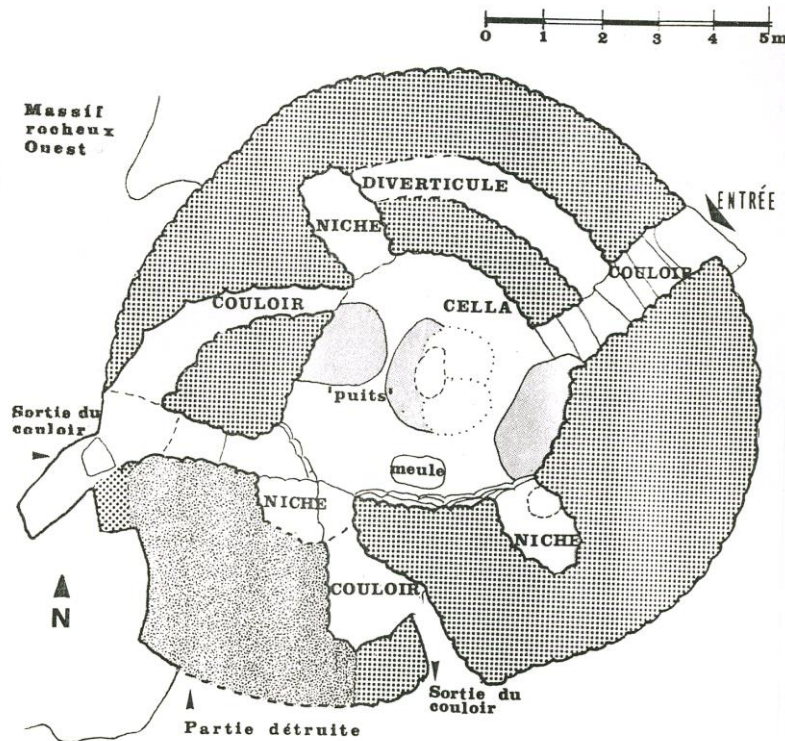 0 1 2 3 4 5m
Massif
rocheux
Ouest
DIVERTICULE
ENTRÉE
NICHE
COULOIR
COULOIR
CELLA
"puits"
Sortie du
couloir
meule
NICHE
NICHE
COULOIR
N
Sortie du
couloir
Partie détruite